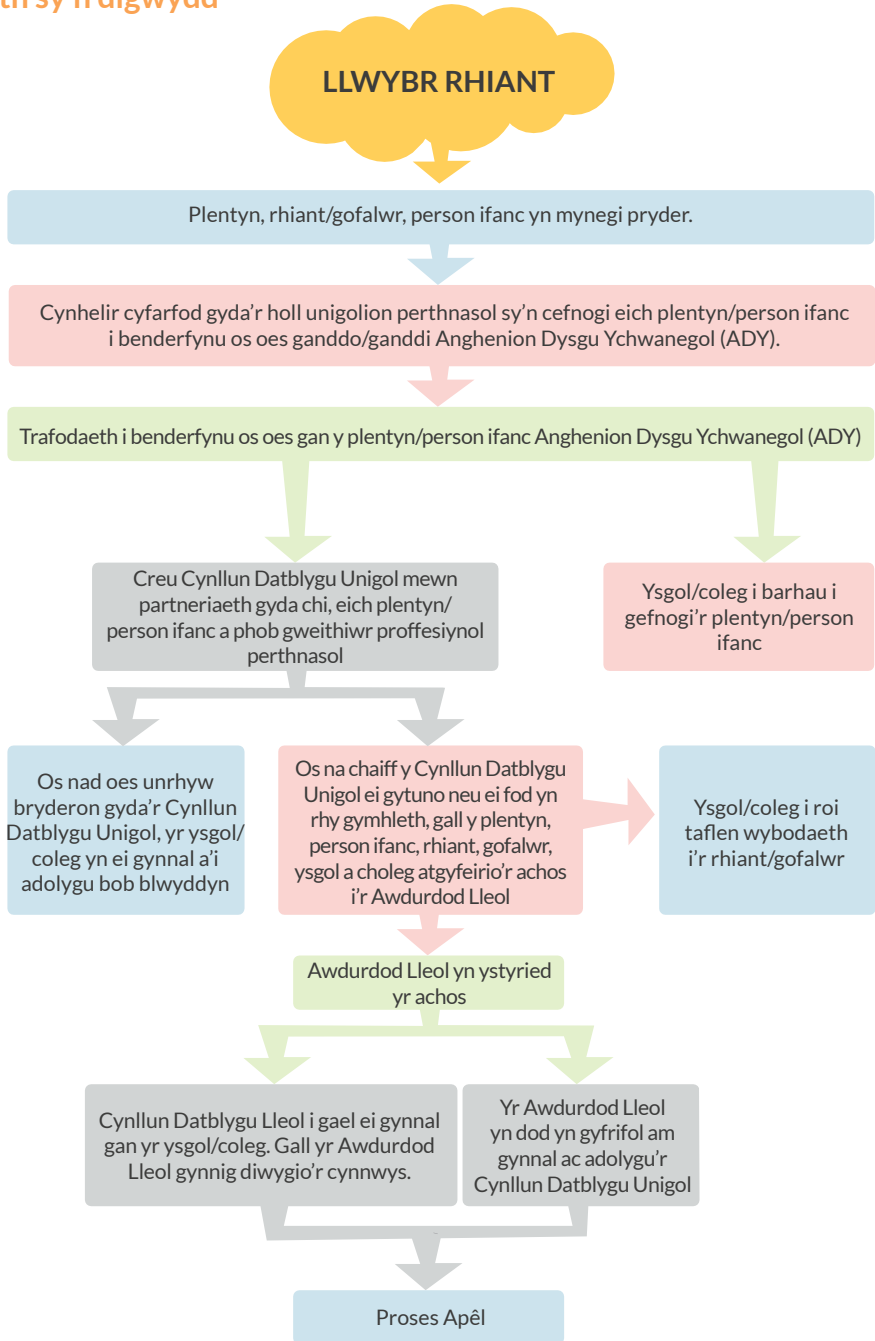 sy'n digwydd
LLWYBR RHIANT
Plentyn, rhiant/gofalwr, person ifanc yn mynegi pryder.
Cynhelir cyfarfod gyda'r holl unigolion perthnasol sy'n cefnogi eich plentyn/person ifanc
i benderfynu os oes ganddo/ganddi Anghenion Dysgu Ychwanegol (ADY).
Trafodaeth i benderfynu os oes gan y plentyn/person ifanc Anghenion Dysgu Ychwanegol (ADY)
Creu Cynllun Datblygu Unigol mewn
partneriaeth gyda chi, eich plentyn/
person ifanc a phob gweithiwr proffesiynol
perthnasol
Ysgol/coleg i barhau i
gefnogi'r plentyn/person
ifanc
Os nad oes unrhyw
bryderon gyda'r Cynllun
Datblygu Unigol, yr ysgol/
coleg yn ei gynnal a'i
adolygu bob blwyddyn
Os na chaiff y Cynllun Datblygu
Unigol ei gytuno neu ei fod yn
rhy gymhleth, gall y plentyn,
person ifanc, rhiant, gofalwr,
ysgol a choleg atgyfeirio'r achos
i'r Awdurdod Lleol
Ysgol/coleg i roi
taflen wybodaeth
i'r rhiant/gofalwr
Awdurdod Lleol yn ystyried
yr achos
Cynllun Datblygu Lleol i gael ei gynnal
gan yr ysgol/coleg. Gall yr Awdurdod
Lleol gynnig diwygio'r cynnwys.
Yr Awdurdod Lleol
yn dod yn gyfrifol am
gynnal ac adolygu'r
Cynllun Datblygu Unigol
Proses Apêl